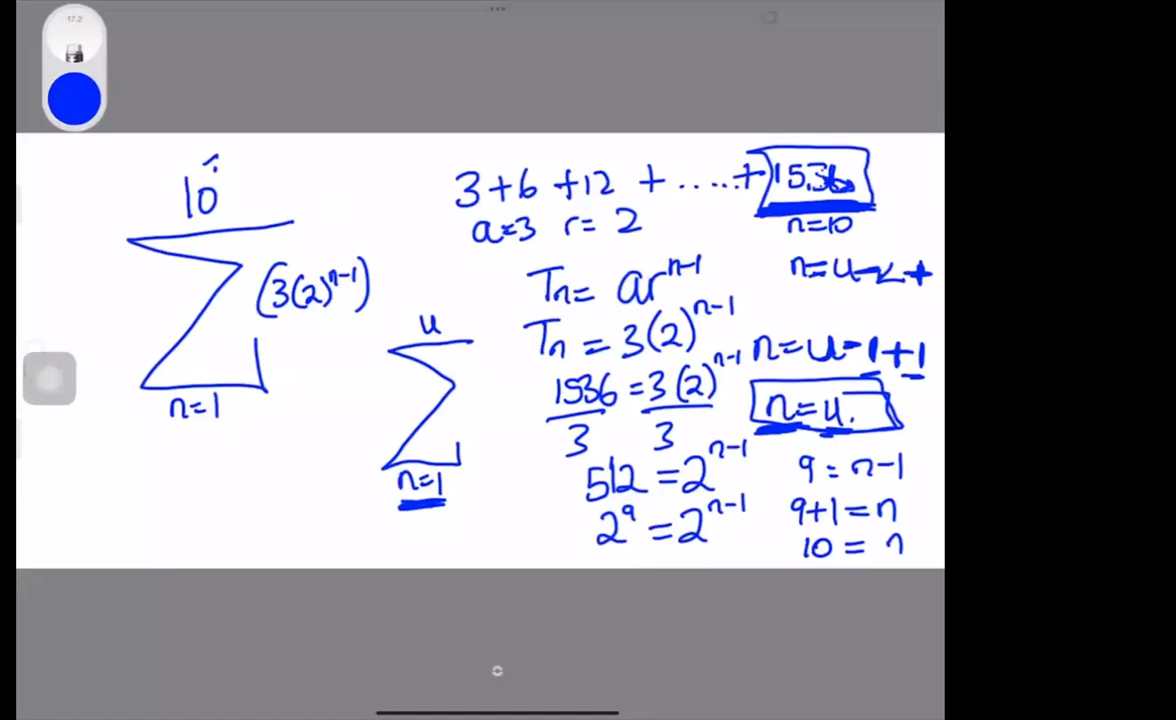 17.2
10
3+6+12+.....+1536
a=3 r=2
n=10
n=u-L+
Tn=ar^n-1
(3(2)^n-1)
n=1
u
n=1
Tn=3(2)^n-1
n=u-1+1
1536=3(2)^n-1
3 3
n=u.
512=2^n-1
9=n-1
2^9=2^n-1
9+1=n
10=n